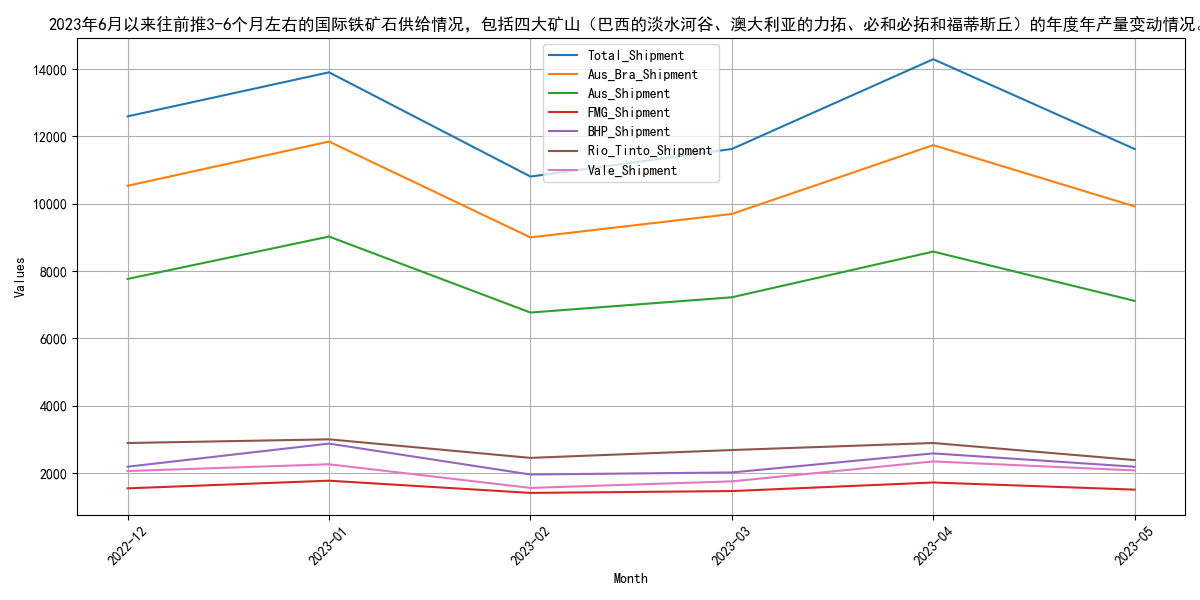 2023年6月以来往前推3-6个月左右的国际铁矿石供给情况，包括四大矿山（巴西的淡水河谷、澳大利亚的力拓、必和必拓和福蒂斯丘）的年度年产量变动情况。
Total_Shipment
Aus_Bra_Shipment
Aus_Shipment
FMG_Shipment
BHP_Shipment
Rio_Tinto_Shipment
Vale_Shipment
14000
12000
10000
8000
6000
4000
2000
Values
2022-12
2023-01
2023-02
2023-03
2023-04
2023-05
Month